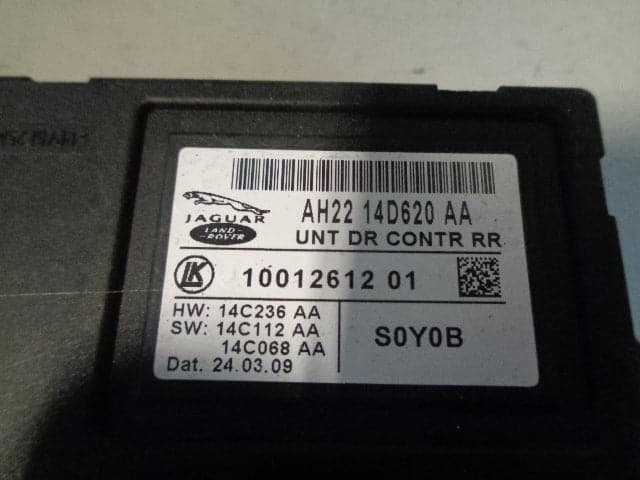 JAGUAR
LAND-
-ROVER
AH22 14D620 AA
UNT DR CONTR RR
LK
10012612 01
HW: 14C236 AA
SW: 14C112 AA
14C068 AA
Dat. 24.03.09
S0Y0B